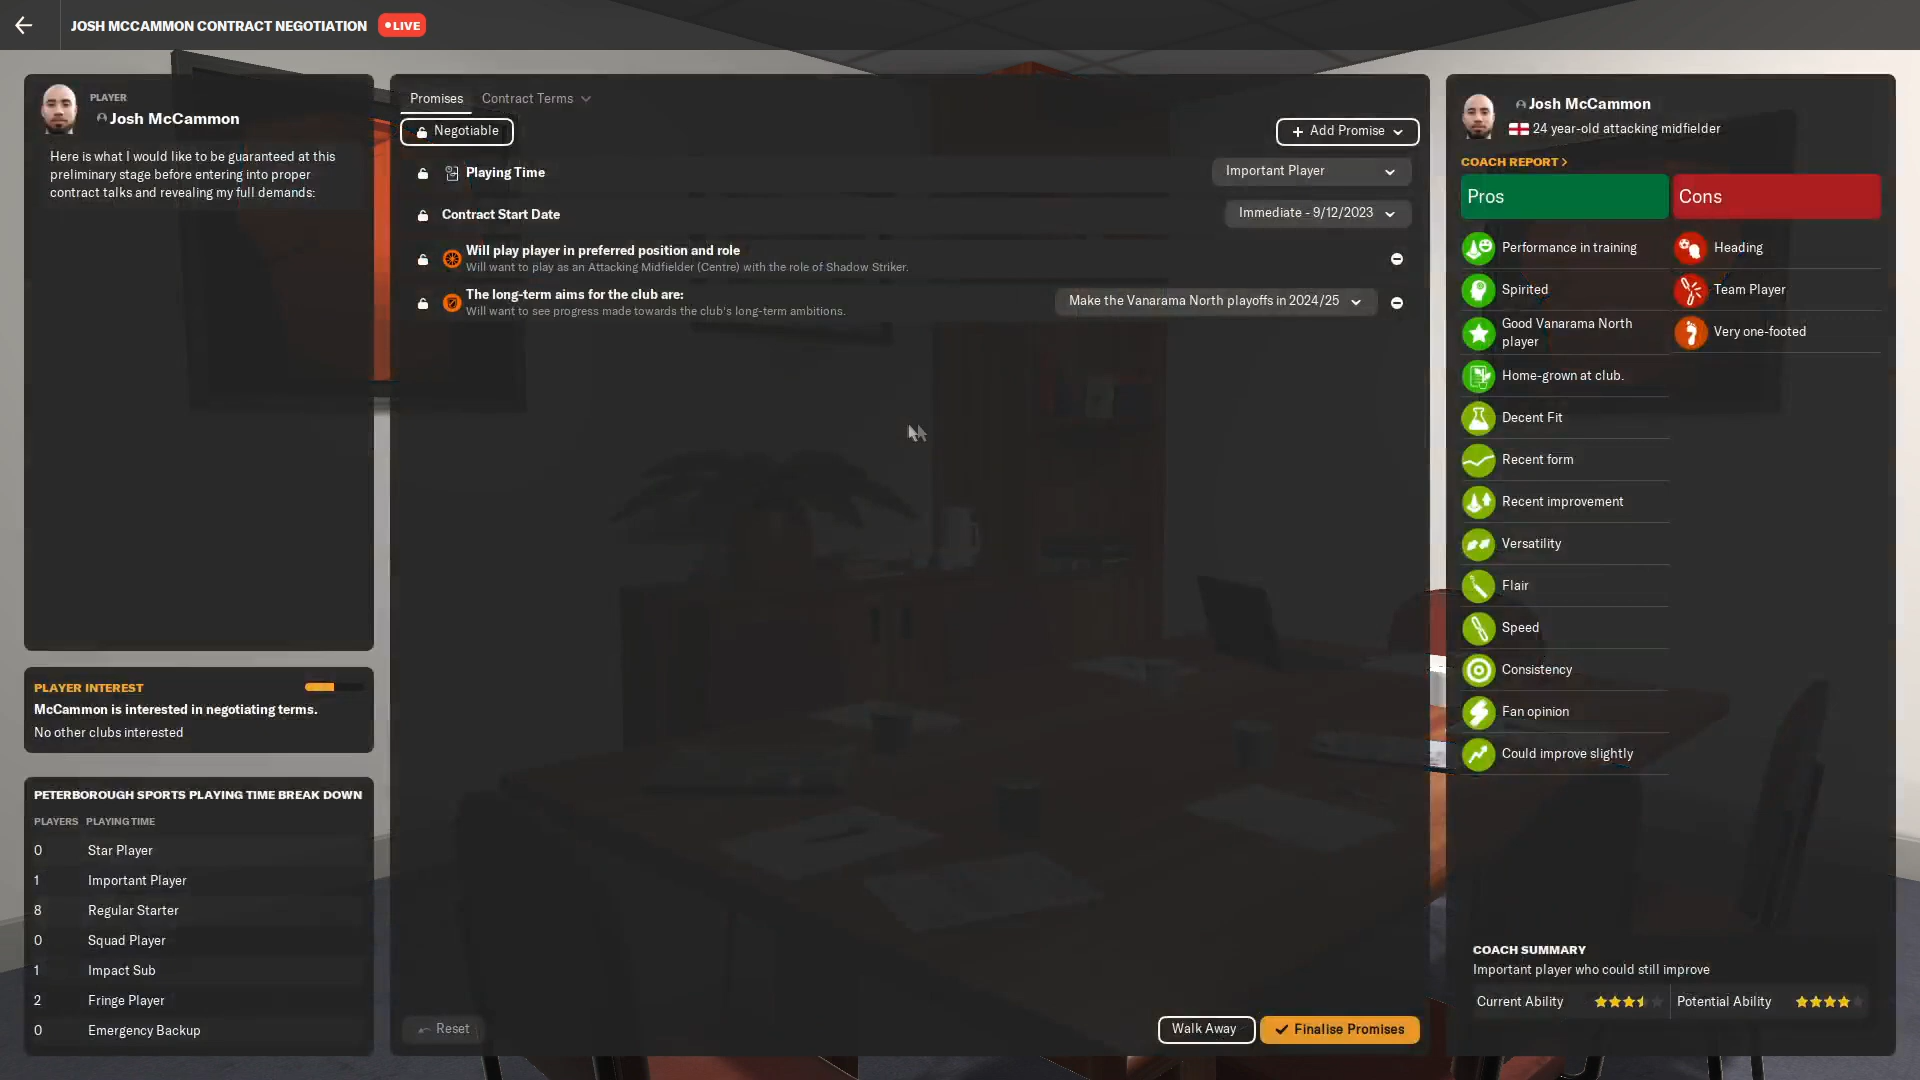 JOSH MCCAMMON CONTRACT NEGOTIATION
LIVE
PLAYER
Josh McCammon
Here is what I would like to be guaranteed at this
preliminary stage before entering into proper
contract talks and revealing my full demands:
PLAYER INTEREST
McCammon is interested in negotiating terms.
No other clubs interested
PETERBOROUGH SPORTS PLAYING TIME BREAK DOWN
PLAYERS PLAYING TIME
0 Star Player
1 Important Player
8 Regular Starter
0 Squad Player
1 Impact Sub
2 Fringe Player
0 Emergency Backup
Promises Contract Terms
Negotiable
Add Promise
Playing Time Important Player
Contract Start Date Immediate - 9/12/2023
Will play player in preferred position and role
Will want to play as an Attacking Midfielder (Centre) with the role of Shadow Striker.
The long-term aims for the club are: Make the Vanarama North playoffs in 2024/25
Will want to see progress made towards the club's long-term ambitions.
Reset
Walk Away
Finalise Promises
Josh McCammon
24 year-old attacking midfielder
COACH REPORT >
Pros
Cons
Performance in training
Heading
Spirited
Team Player
Good Vanarama North
player
Very one-footed
Home-grown at club.
Decent Fit
Recent form
Recent improvement
Versatility
Flair
Speed
Consistency
Fan opinion
Could improve slightly
COACH SUMMARY
Important player who could still improve
Current Ability
Potential Ability